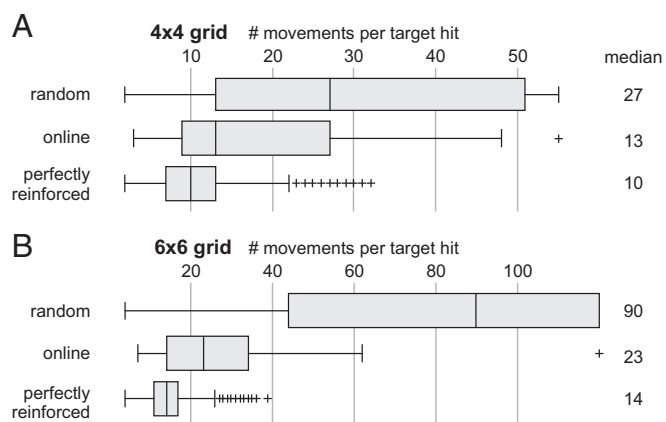 A
4x4 grid # movements per target hit
10 20 30 40 50 median
random 27
online 13
perfectly
reinforced 10
B
6x6 grid # movements per target hit
20 40 60 80 100
random 90
online 23
perfectly
reinforced 14